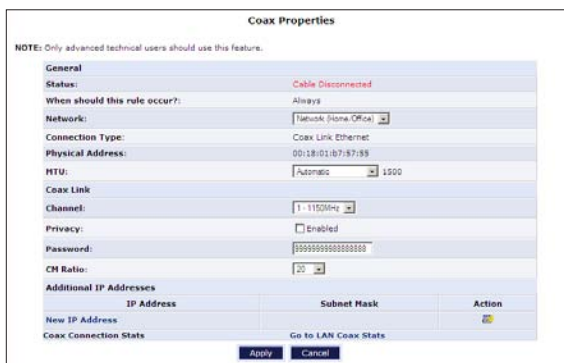 Coax Properties
NOTE: Only advanced technical users should use this feature.
General
Status: Cable Disconnected
When should this rule occur?: Always
Network: Network (Home/Office)
Connection Type: Coax Link Ethernet
Physical Address: 00:18:01:b7:57:55
MTU: Automatic 1500
Coax Link
Channel: 1 - 1150MHz
Privacy: Enabled
Password:
CM Ratio: 20
Additional IP Addresses
IP Address Subnet Mask Action
New IP Address
Coax Connection Stats Go to LAN Coax Stats
Apply Cancel